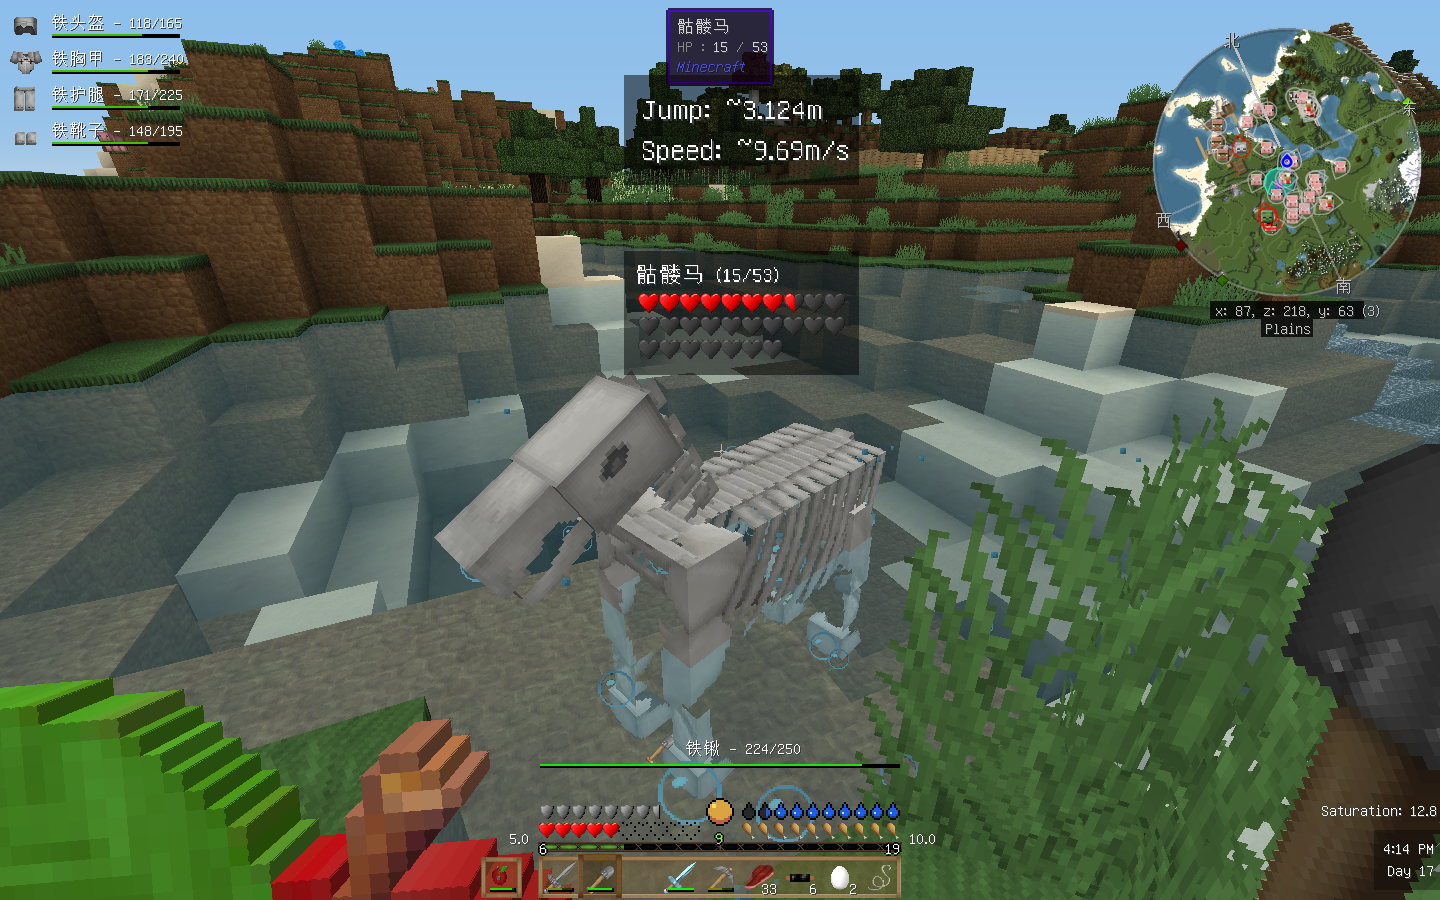 铁头盔 - 118/165
铁胸甲 - 183/240
铁护腿 - 171/225
铁靴子 - 148/195
骷髅马
HP : 15 / 53
Minecraft
Jump: ~3.124m
Speed: ~9.69m/s
骷髅马 (15/53)
北
东
西
南
x: 87, z: 218, y: 63 (3)
Plains
铁锹 - 224/250
5.0
10.0
6
9
19
33
6
2
Saturation: 12.8
4:14 PM
Day 17